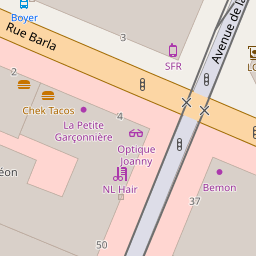 Boyer
Rue Barla
3
Avenue de la
SFR
2
Chek Tacos
4
La Petite
Garçonnière
Optique
Joanny
NL Hair
Bemon
37
éon
50